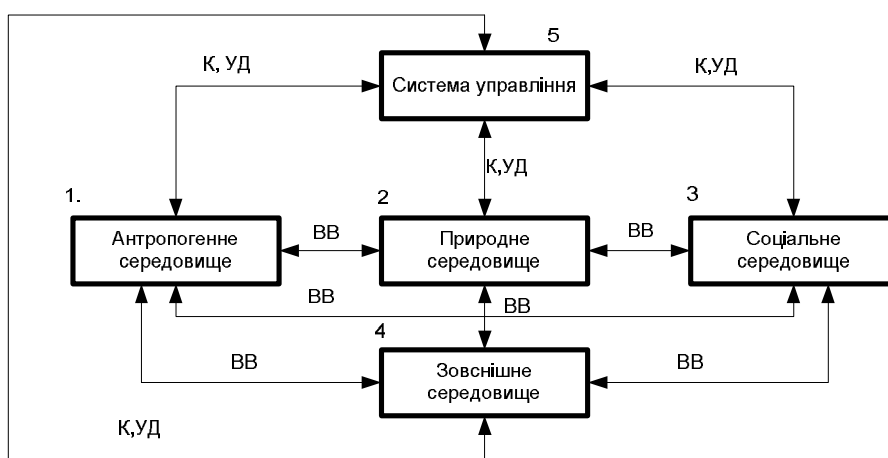 5
К, УД
Система управління
К,УД
К,УД
1.
2
3
Антропогенне
середовище
ВВ
Природне
середовище
ВВ
Соціальне
середовище
ВВ
ВВ
4
ВВ
Зовснішне
середовище
ВВ
К,УД